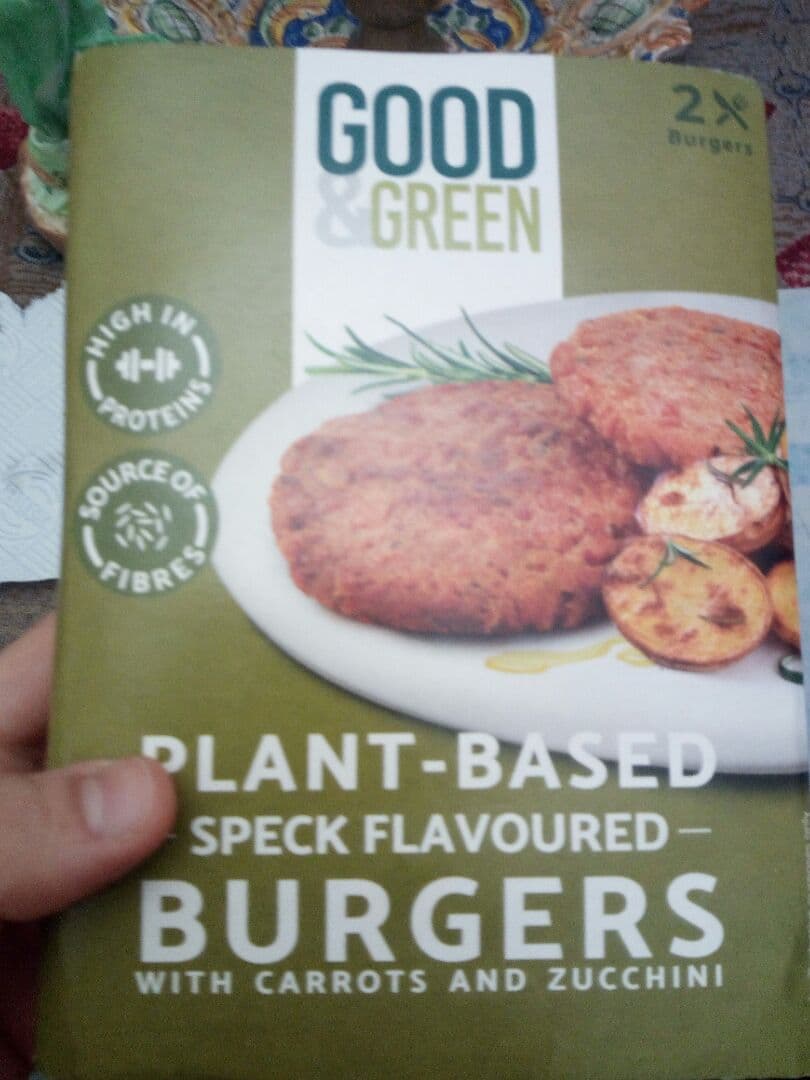 GOOD
&GREEN
2X
Burgers
HIGH IN
PROTEINS
SOURCE OF
FIBRES
PLANT-BASED
SPECK FLAVOURED
BURGERS
WITH CARROTS AND ZUCCHINI